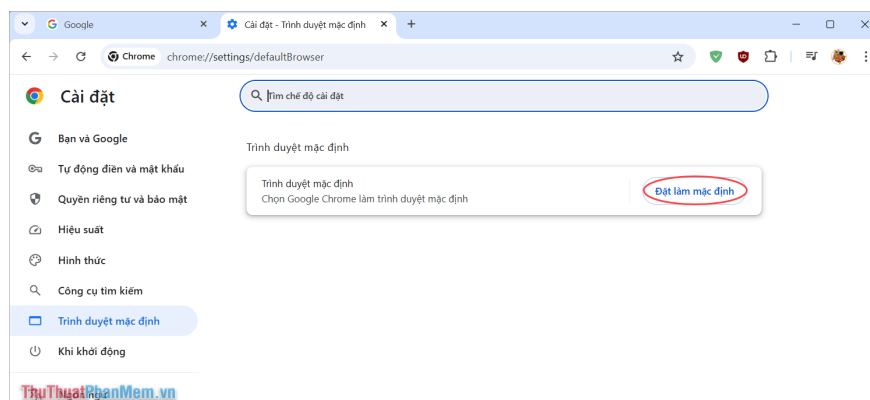 Google
Cài đặt - Trình duyệt mặc định
Chrome
chrome://settings/defaultBrowser
Cài đặt
Tìm chế độ cài đặt
Bạn và Google
Tự động điền và mật khẩu
Quyền riêng tư và bảo mật
Hiệu suất
Hình thức
Công cụ tìm kiếm
Trình duyệt mặc định
Khi khởi động
Ngôn ngữ
Trình duyệt mặc định
Trình duyệt mặc định
Chọn Google Chrome làm trình duyệt mặc định
Đặt làm mặc định
ThuThuatPhanMem.vn